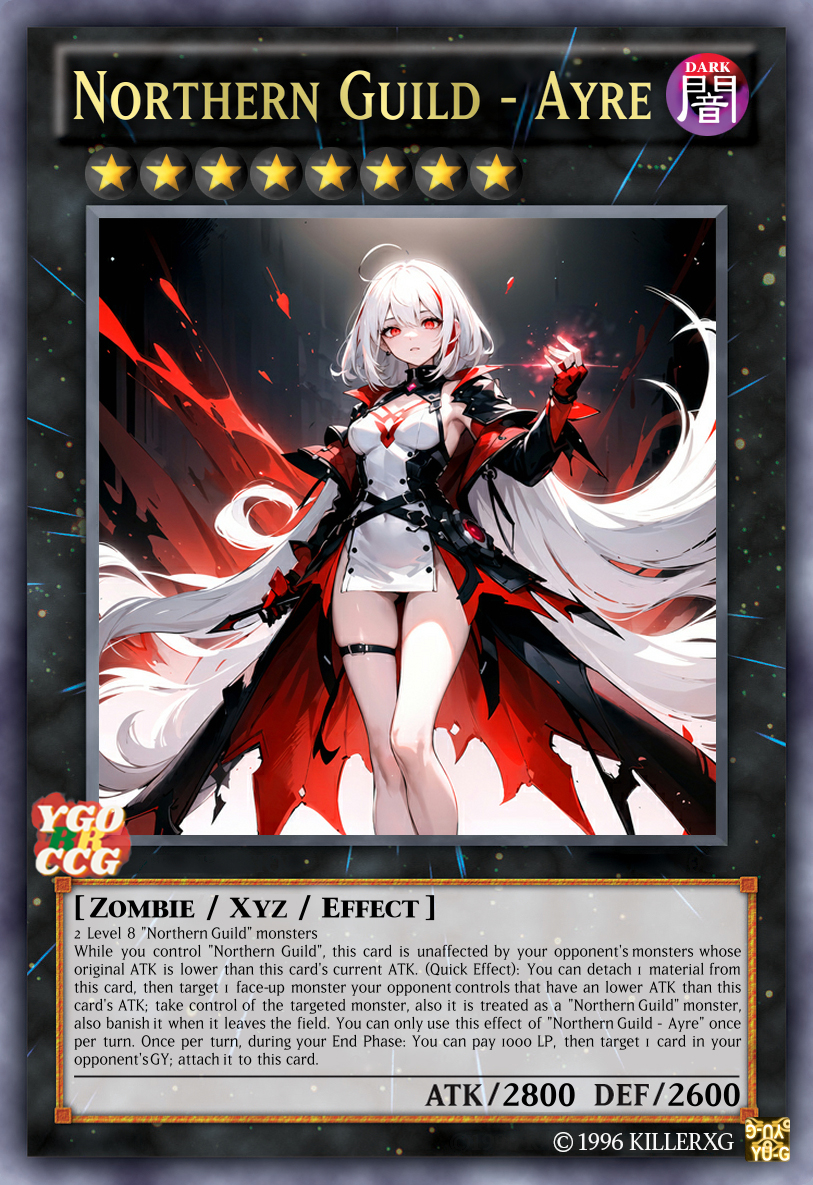 Northern Guild - Ayre
DARK
闇
YGO
RR
CCG
[ Zombie / Xyz / Effect ]
2 Level 8 "Northern Guild" monsters
While you control "Northern Guild", this card is unaffected by your opponent's monsters whose
original ATK is lower than this card's current ATK. (Quick Effect): You can detach 1 material from
this card, then target 1 face-up monster your opponent controls that have an lower ATK than this
card's ATK; take control of the targeted monster, also it is treated as a "Northern Guild" monster,
also banish it when it leaves the field. You can only use this effect of "Northern Guild - Ayre" once
per turn. Once per turn, during your End Phase: You can pay 1000 LP, then target 1 card in your
opponent's GY; attach it to this card.
ATK/2800 DEF/2600
© 1996 KILLERXG
YU-G